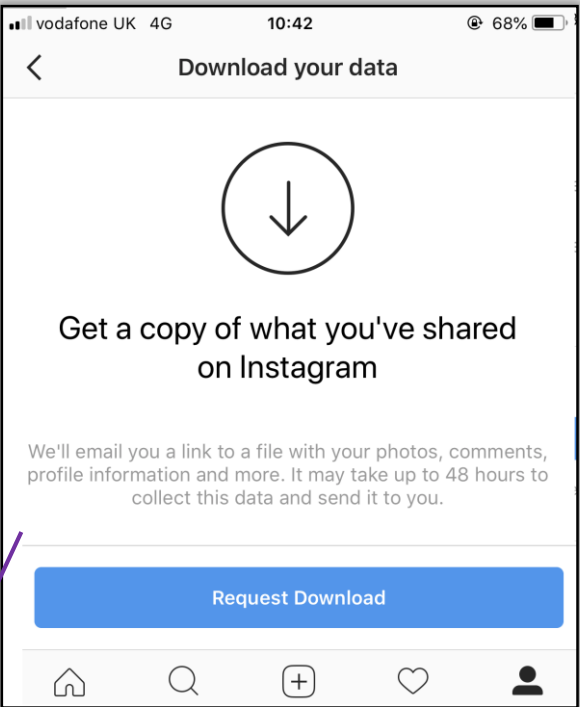 vodafone UK 4G 10:42 68%
Download your data
Get a copy of what you've shared
on Instagram
We'll email you a link to a file with your photos, comments,
profile information and more. It may take up to 48 hours to
collect this data and send it to you.
Request Download